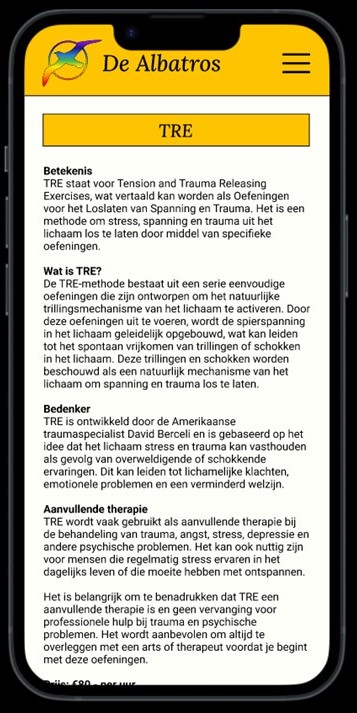 De Albatros
TRE
Betekenis
TRE staat voor Tension and Trauma Releasing
Exercises, wat vertaald kan worden als Oefeningen
voor het Loslaten van Spanning en Trauma. Het is een
methode om stress, spanning en trauma uit het
lichaam los te laten door middel van specifieke
oefeningen.
Wat is TRE?
De TRE-methode bestaat uit een serie eenvoudige
oefeningen die zijn ontworpen om het natuurlijke
trillingsmechanisme van het lichaam te activeren. Door
deze oefeningen uit te voeren, wordt de spierspanning
in het lichaam geleidelijk opgebouwd, wat kan leiden
tot het spontaan vrijkomen van trillingen of schokken
in het lichaam. Deze trillingen en schokken worden
beschouwd als een natuurlijk mechanisme van het
lichaam om spanning en trauma los te laten.
Bedenker
TRE is ontwikkeld door de Amerikaanse
traumaspecialist David Berceli en is gebaseerd op het
idee dat het lichaam stress en trauma kan vasthouden
als gevolg van overweldigende of schokkende
ervaringen. Dit kan leiden tot lichamelijke klachten,
emotionele problemen en een verminderd welzijn.
Aanvullende therapie
TRE wordt vaak gebruikt als aanvullende therapie bij
de behandeling van trauma, angst, stress, depressie en
andere psychische problemen. Het kan ook nuttig zijn
voor mensen die regelmatig stress ervaren in het
dagelijks leven of die moeite hebben met ontspannen.
Het is belangrijk om te benadrukken dat TRE een
aanvullende therapie is en geen vervanging voor
professionele hulp bij trauma en psychische
problemen. Het wordt aanbevolen om altijd te
overleggen met een arts of therapeut voordat je begint
met deze oefeningen.
Prijs: €80,- per uur